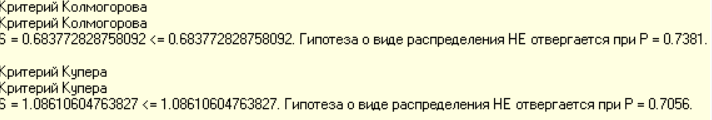 Критерий Колмогорова
Критерий Колмогорова
S = 0.683772828758092 <= 0.683772828758092. Гипотеза о виде распределения НЕ отвергается при P = 0.7381.
Критерий Купера
Критерий Купера
S = 1.08610604763827 <= 1.08610604763827. Гипотеза о виде распределения НЕ отвергается при P = 0.7056.